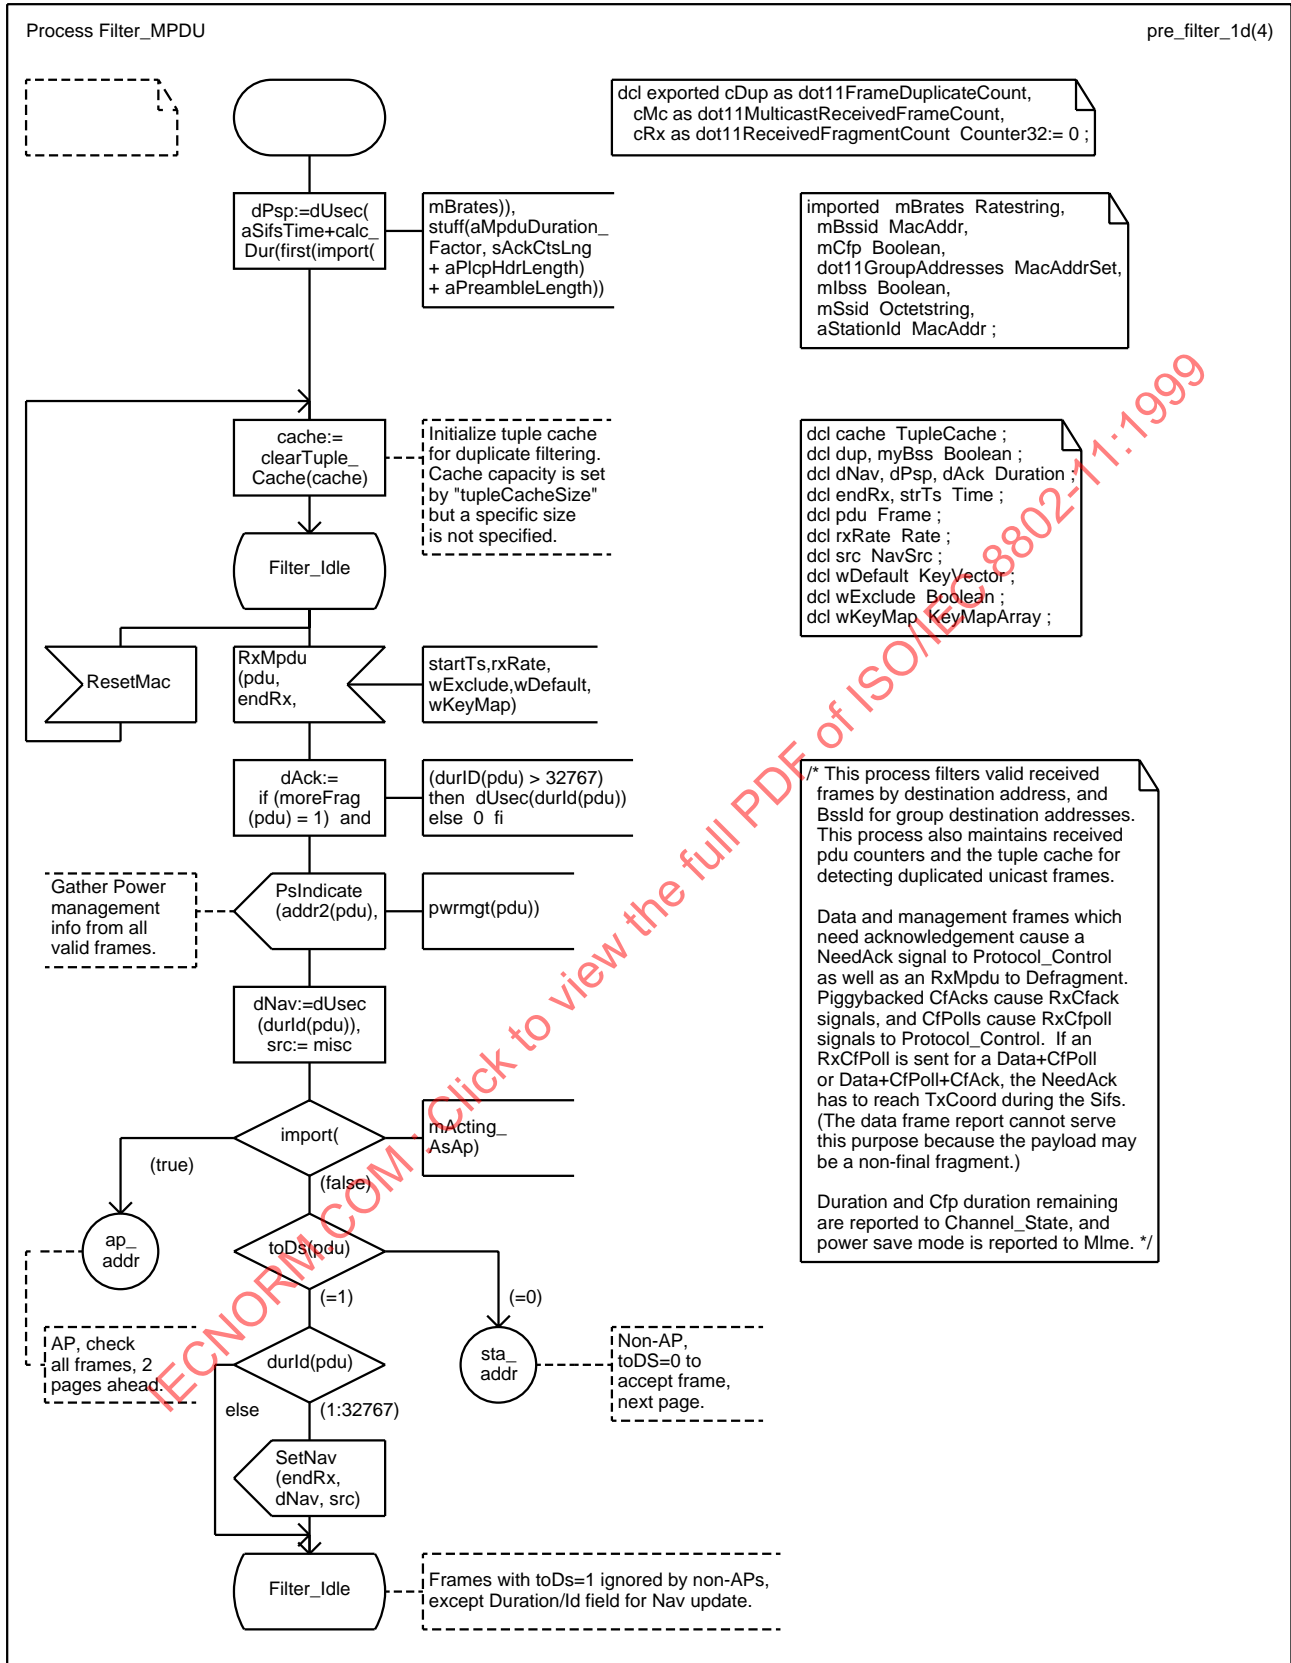 Process Filter_MPDU
pre_filter_1d(4)
dcl exported cDup as dot11FrameDuplicateCount,
cMc as dot11MulticastReceivedFrameCount,
cRx as dot11ReceivedFragmentCount Counter32:= 0 ;
dPsp:=dUsec(
aSifsTime+calc_
Dur(first(import(
mBrates)),
stuff(aMpduDuration_
Factor, sAckCtsLng
+ aPlcpHdrLength)
+ aPreambleLength))
imported mBrates Ratestring,
mBssid MacAddr,
mCfp Boolean,
dot11GroupAddresses MacAddrSet,
mIbss Boolean,
mSsid Octetstring,
aStationId MacAddr ;
cache:=
clearTuple_
Cache(cache)
Initialize tuple cache
for duplicate filtering.
Cache capacity is set
by "tupleCacheSize"
but a specific size
is not specified.
dcl cache TupleCache ;
dcl dup, myBss Boolean ;
dcl dNav, dPsp, dAck Duration ;
dcl endRx, strTs Time ;
dcl pdu Frame ;
dcl rxRate Rate ;
dcl src NavSrc ;
dcl wDefault KeyVector ;
dcl wExclude Boolean ;
dcl wKeyMap KeyMapArray ;
Filter_Idle
ResetMac
RxMpdu
(pdu,
endRx,
startTs,rxRate,
wExclude,wDefault,
wKeyMap)
dAck:=
if (moreFrag
(pdu) = 1) and
(durID(pdu) > 32767)
then dUsec(durId(pdu))
else 0 fi
/* This process filters valid received
frames by destination address, and
BssId for group destination addresses.
This process also maintains received
pdu counters and the tuple cache for
detecting duplicated unicast frames.
Data and management frames which
need acknowledgement cause a
NeedAck signal to Protocol_Control
as well as an RxMpdu to Defragment.
Piggybacked CfAcks cause RxCfack
signals, and CfPolls cause RxCfpoll
signals to Protocol_Control. If an
RxCfPoll is sent for a Data+CfPoll
or Data+CfPoll+CfAck, the NeedAck
has to reach TxCoord during the Sifs.
(The data frame report cannot serve
this purpose because the payload may
be a non-final fragment.)
Duration and Cfp duration remaining
are reported to Channel_State, and
power save mode is reported to Mlme. */
Gather Power
management
info from all
valid frames.
PsIndicate
(addr2(pdu),
pwrmgt(pdu))
dNav:=dUsec
(durId(pdu)),
src:= misc
import(
mActing_
AsAp)
(true)
(false)
ap_
addr
toDs(pdu)
(=1)
(=0)
AP, check
all frames, 2
pages ahead.
durId(pdu)
sta_
addr
Non-AP,
toDS=0 to
accept frame,
next page.
else
(1:32767)
SetNav
(endRx,
dNav, src)
Filter_Idle
Frames with toDs=1 ignored by non-APs,
except Duration/Id field for Nav update.
IECNORM.COM : Click to view the full PDF of ISO/IEC 8802-11:1999